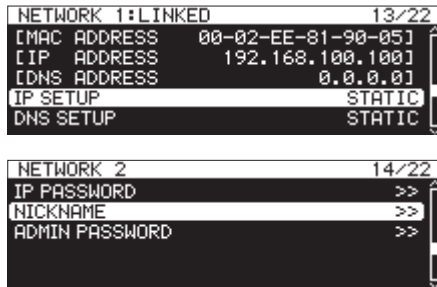 NETWORK 1:LINKED 13/22
[MAC ADDRESS 00-02-EE-81-90-05]
[IP ADDRESS 192.168.100.100]
[DNS ADDRESS 0.0.0.0]
IP SETUP STATIC
DNS SETUP STATIC
NETWORK 2 14/22
IP PASSWORD >>
NICKNAME >>
ADMIN PASSWORD >>